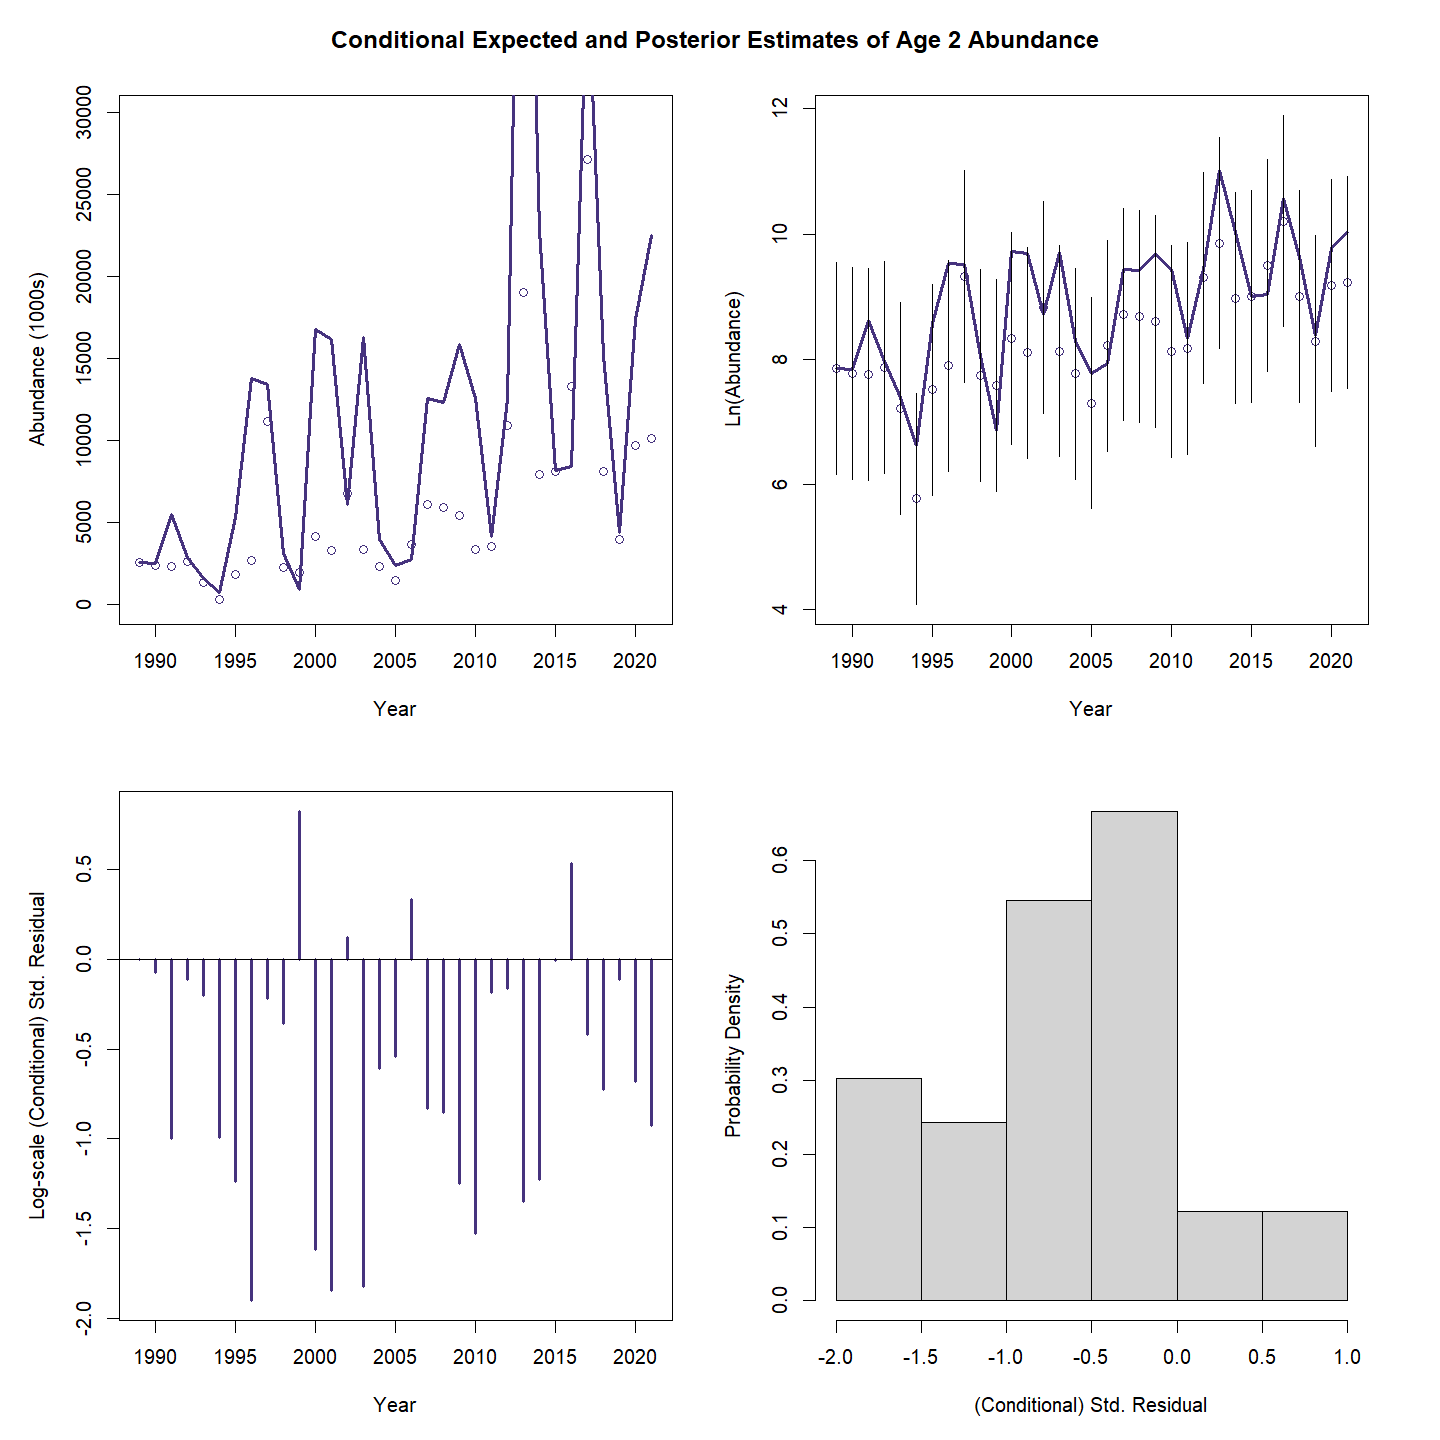 Conditional Expected and Posterior Estimates of Age 2 Abundance
Abundance (1000s)
30000
25000
20000
15000
10000
5000
0
1990 1995 2000 2005 2010 2015 2020
Year
Ln(Abundance)
12
10
8
6
4
1990 1995 2000 2005 2010 2015 2020
Year
Log-scale (Conditional) Std. Residual
0.5
0.0
-0.5
-1.0
-1.5
-2.0
1990 1995 2000 2005 2010 2015 2020
Year
Probability Density
0.6
0.5
0.4
0.3
0.2
0.1
0.0
-2.0 -1.5 -1.0 -0.5 0.0 0.5 1.0
(Conditional) Std. Residual